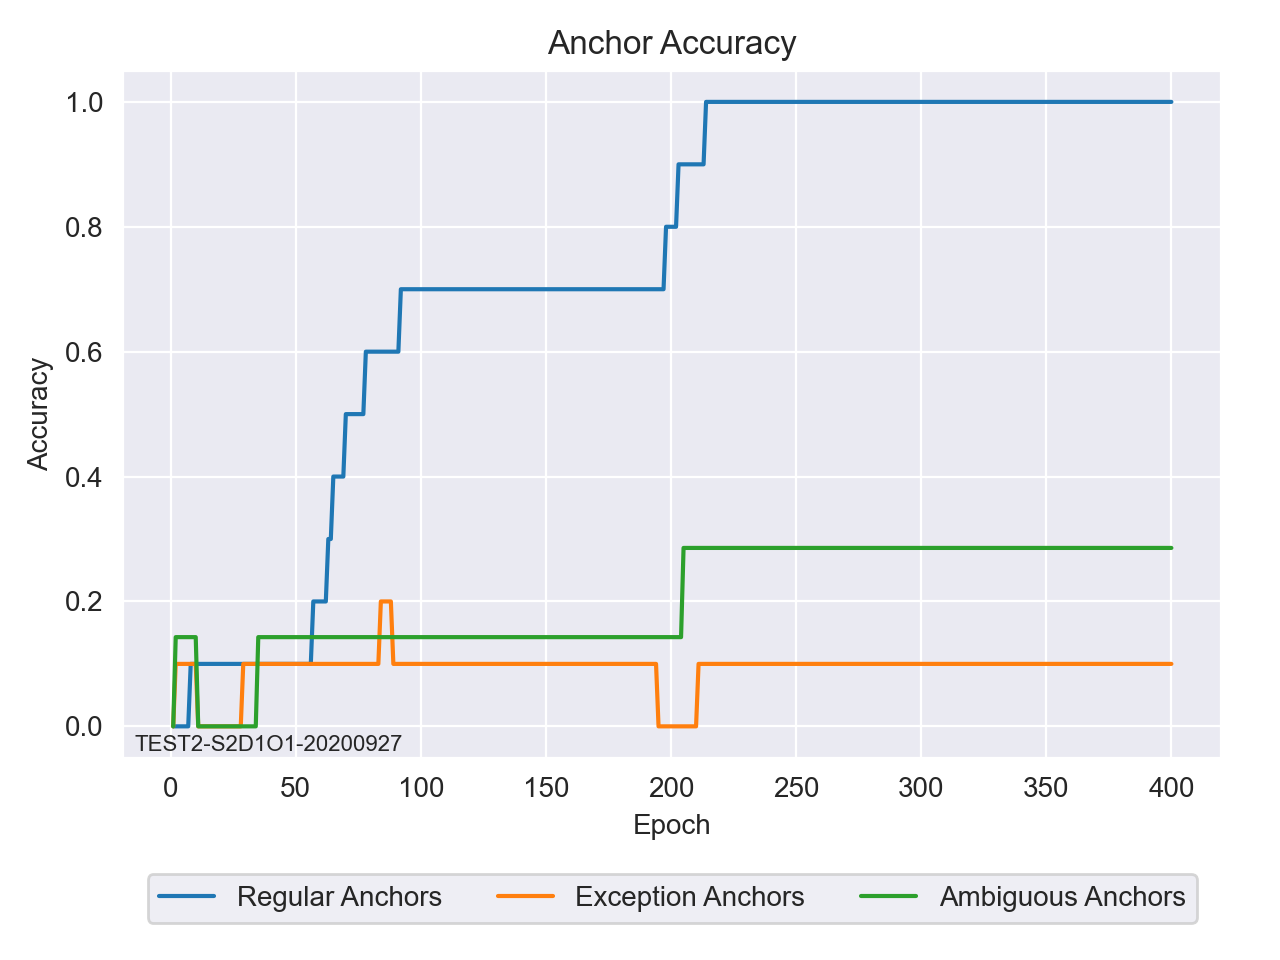 Anchor Accuracy
1.0
0.8
0.6
0.4
0.2
0.0
Accuracy
TEST2-S2D1O1-20200927
0 50 100 150 200 250 300 350 400
Epoch
Regular Anchors Exception Anchors Ambiguous Anchors